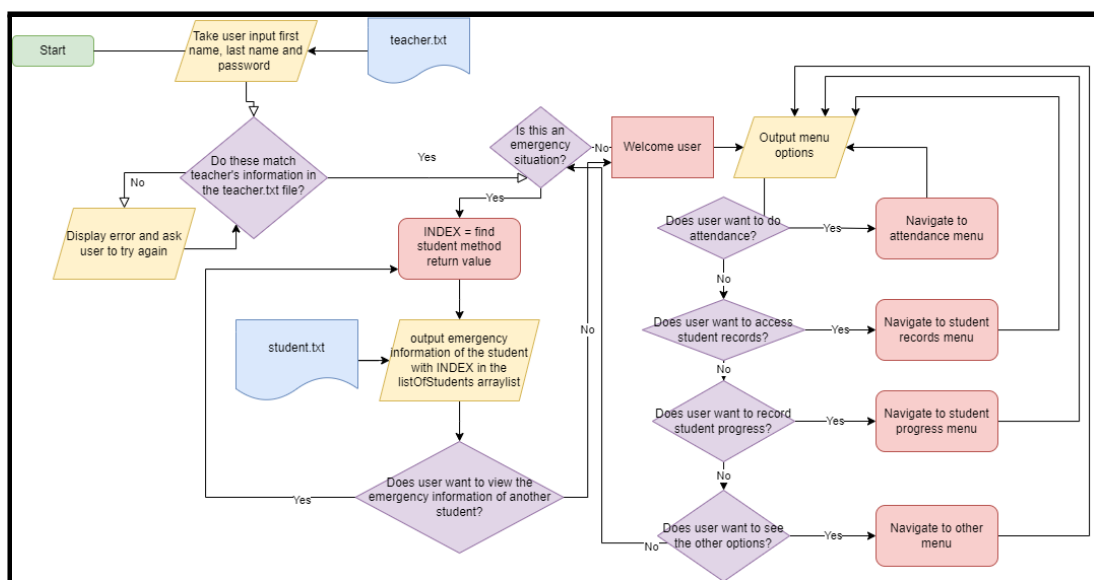 Start
Take user input first
name, last name and
password
teacher.txt
Do these match
teacher's information in
the teacher.txt file?
No
Yes
Display error and ask
user to try again
Is this an
emergency
situation?
No
Yes
Welcome user
Output menu
options
INDEX = find
student method
return value
student.txt
output emergency
information of the student
with INDEX in the
listOfStudents arraylist
Does user want to view the
emergency information of another
student?
Yes
No
Does user want to do
attendance?
Yes
Navigate to
attendance menu
No
Does user want to access
student records?
Yes
Navigate to student
records menu
No
Does user want to record
student progress?
Yes
Navigate to student
progress menu
No
Does user want to see
the other options?
No
Yes
Navigate to other
menu